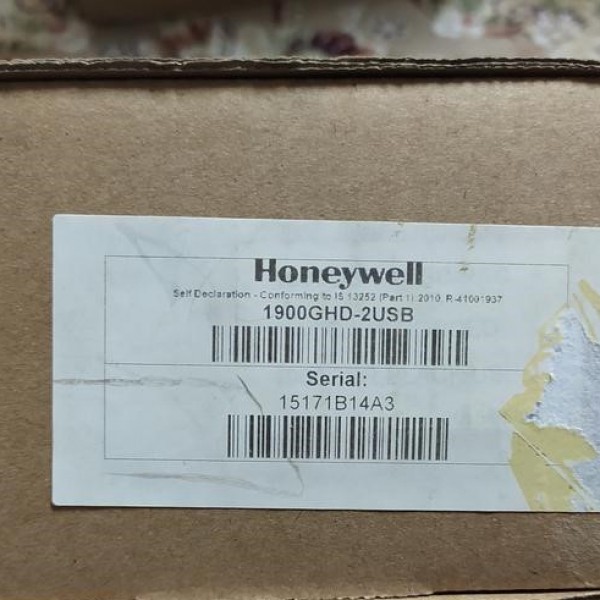 Honeywell
Self Declaration - Conforming to IS 13252 (Part 1) 2010, R-41001937
1900GHD-2USB
Serial:
15171B14A3